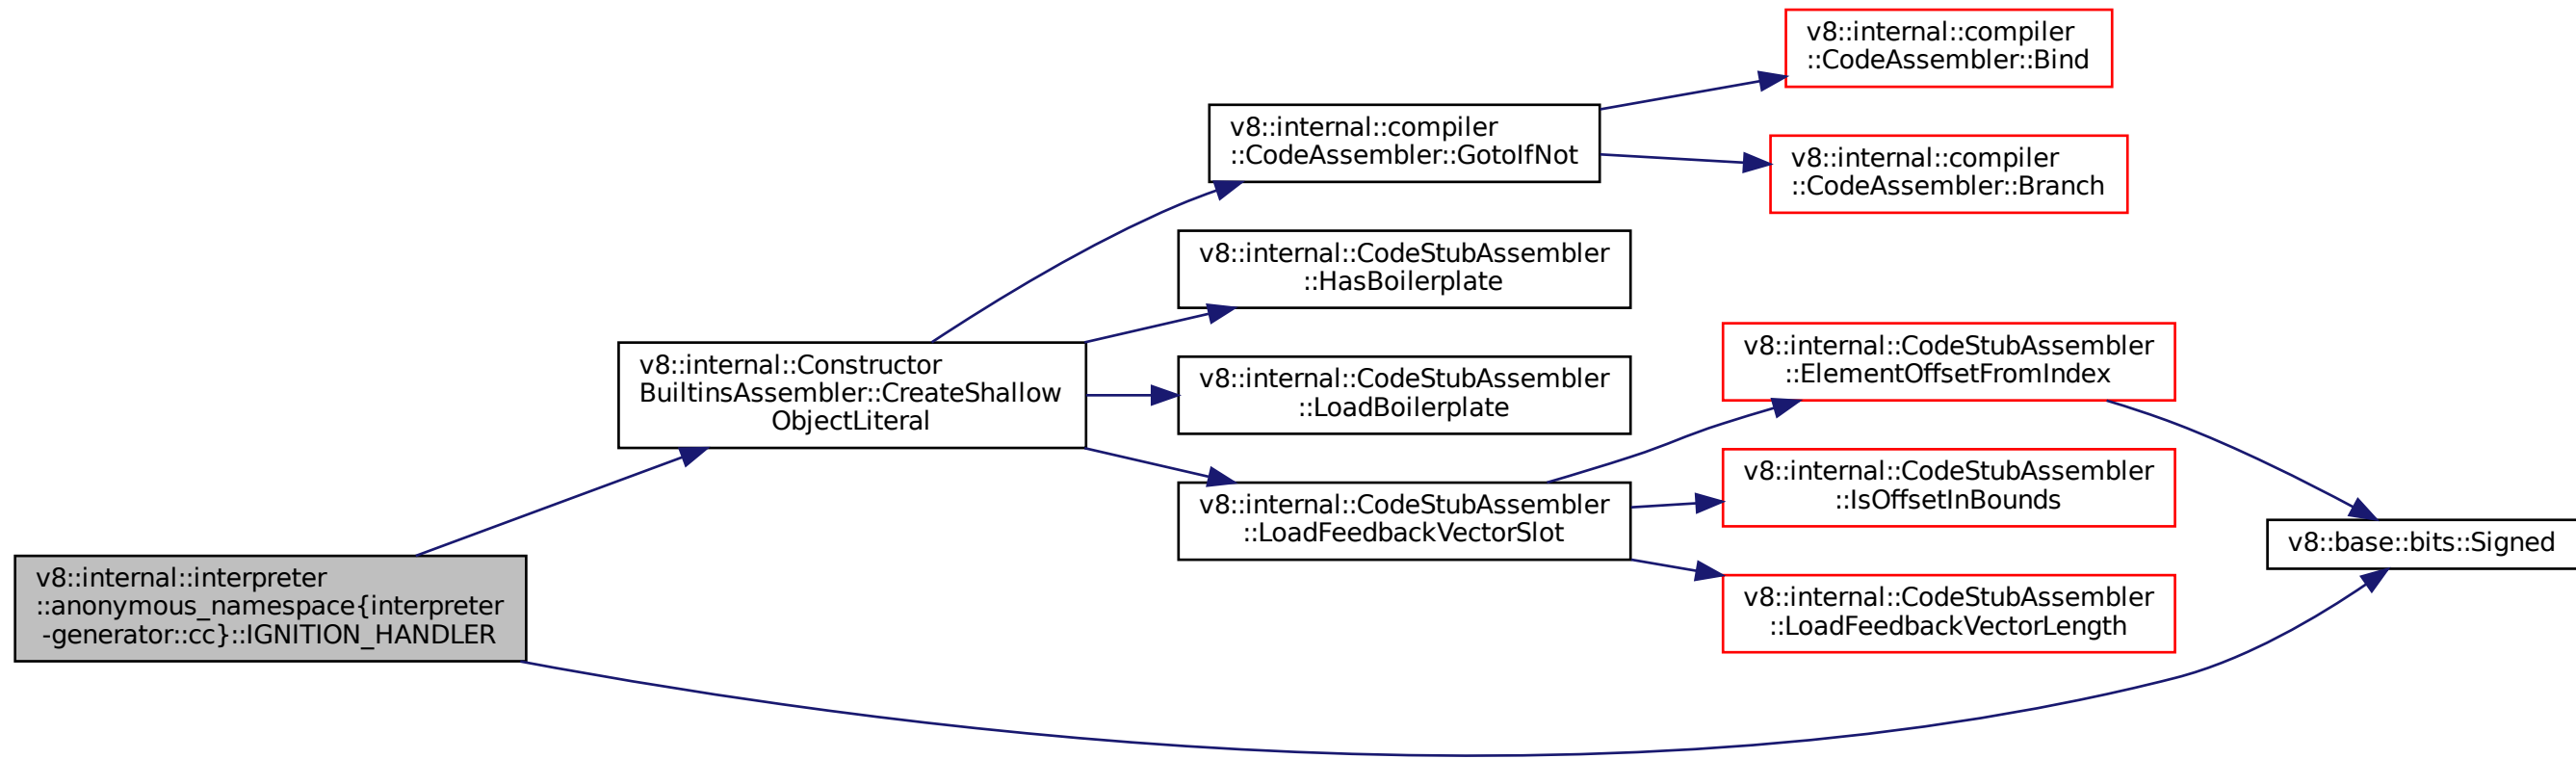 v8::internal::compiler
::CodeAssembler::Bind
v8::internal::compiler
::CodeAssembler::GotoIfNot
v8::internal::compiler
::CodeAssembler::Branch
v8::internal::CodeStubAssembler
::HasBoilerplate
v8::internal::CodeStubAssembler
::ElementOffsetFromIndex
v8::internal::Constructor
BuiltinsAssembler::CreateShallow
ObjectLiteral
v8::internal::CodeStubAssembler
::LoadBoilerplate
v8::internal::CodeStubAssembler
::IsOffsetInBounds
v8::internal::CodeStubAssembler
::LoadFeedbackVectorSlot
v8::base::bits::Signed
v8::internal::interpreter
::anonymous_namespace{interpreter
-generator::cc}::IGNITION_HANDLER
v8::internal::CodeStubAssembler
::LoadFeedbackVectorLength